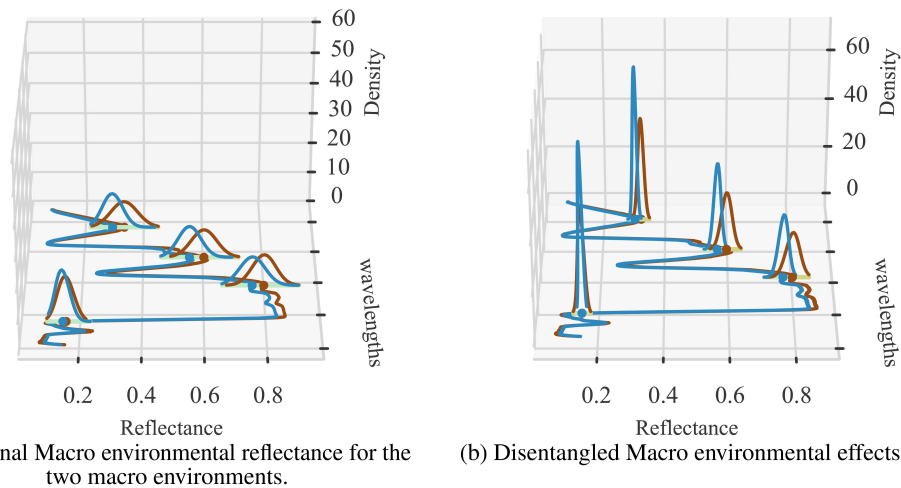 60
50
40
30
20
10
0
Density
wavelengths
0.2 0.4 0.6 0.8
Reflectance
nal Macro environmental reflectance for the
two macro environments.
60
40
20
0
Density
wavelengths
0.2 0.4 0.6 0.8
Reflectance
(b) Disentangled Macro environmental effects